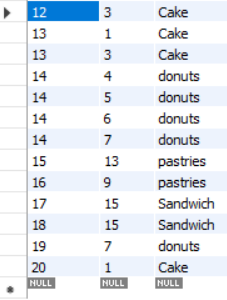 12 3 Cake
13 1 Cake
13 3 Cake
14 4 donuts
14 5 donuts
14 6 donuts
14 7 donuts
15 13 pastries
16 9 pastries
17 15 Sandwich
18 15 Sandwich
19 7 donuts
20 1 Cake
NULL NULL NULL